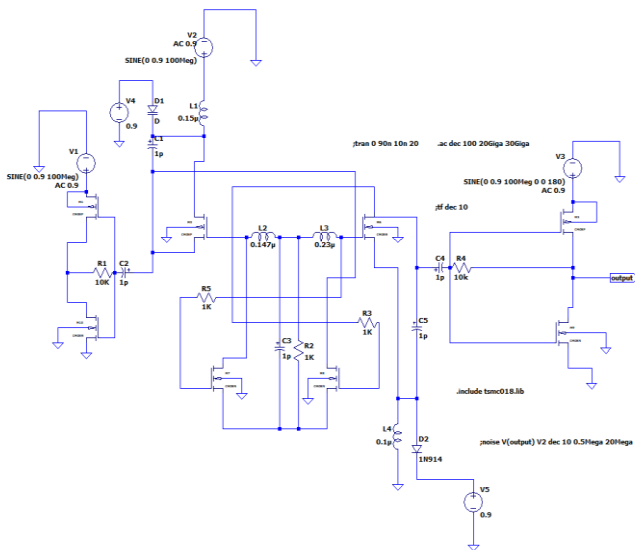 V2
AC 0.9
SINE(0 0.9 100Meg)
V4
0.9
D1
D
L1
0.15µ
C1
1p
;tran 0 90n 10n 20
.ac dec 100 20Giga 30Giga
V1
SINE(0 0.9 100Meg)
AC 0.9
V3
SINE(0 0.9 100Meg 0 0 180)
AC 0.9
;tf dec 10
L2
0.147µ
L3
0.23µ
R1
10K
C2
1p
C4
1p
R4
10k
output
R5
1K
R3
1K
C3
1p
R2
1K
C5
1p
.include tsmc018.lib
L4
0.1µ
D2
1N914
;noise V(output) V2 dec 10 0.5Mega 20Mega
V5
0.9